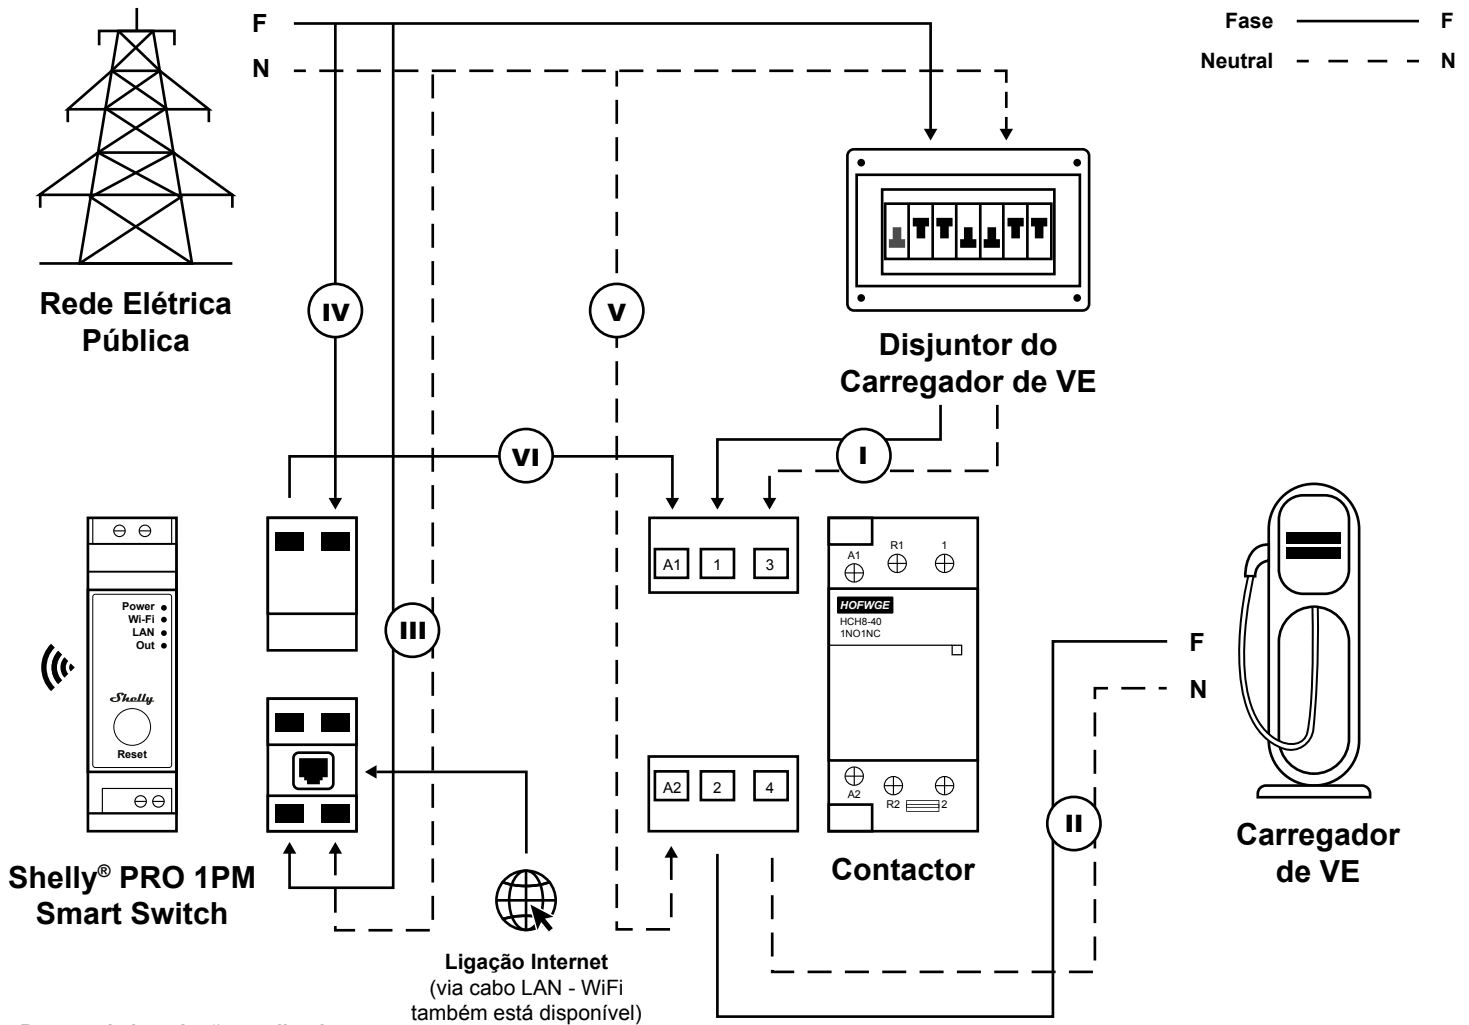 F
N
Fase F
Neutral N
Rede Elétrica
Pública
IV
V
Disjuntor do
Carregador de VE
VI
I
A1 1 3
A1 R1 1
HOFWGE
HCH8-40
1NO1NC
Power
Wi-Fi
LAN
Out
Shelly
Reset
III
F
N
A2 2 4
A2 R2 2
II
Shelly® PRO 1PM
Smart Switch
Contactor
Carregador
de VE
Ligação Internet
(via cabo LAN - WiFi
também está disponível)